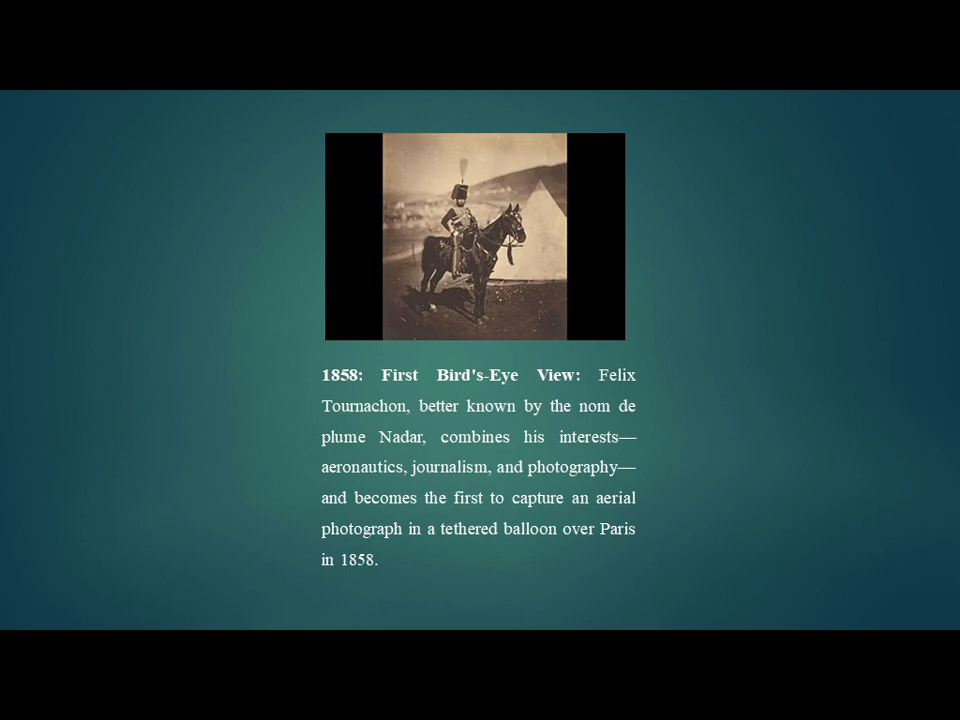 1858: First Bird's-Eye View: Felix
Tournachon, better known by the nom de
plume Nadar, combines his interests—
aeronautics, journalism, and photography—
and becomes the first to capture an aerial
photograph in a tethered balloon over Paris
in 1858.